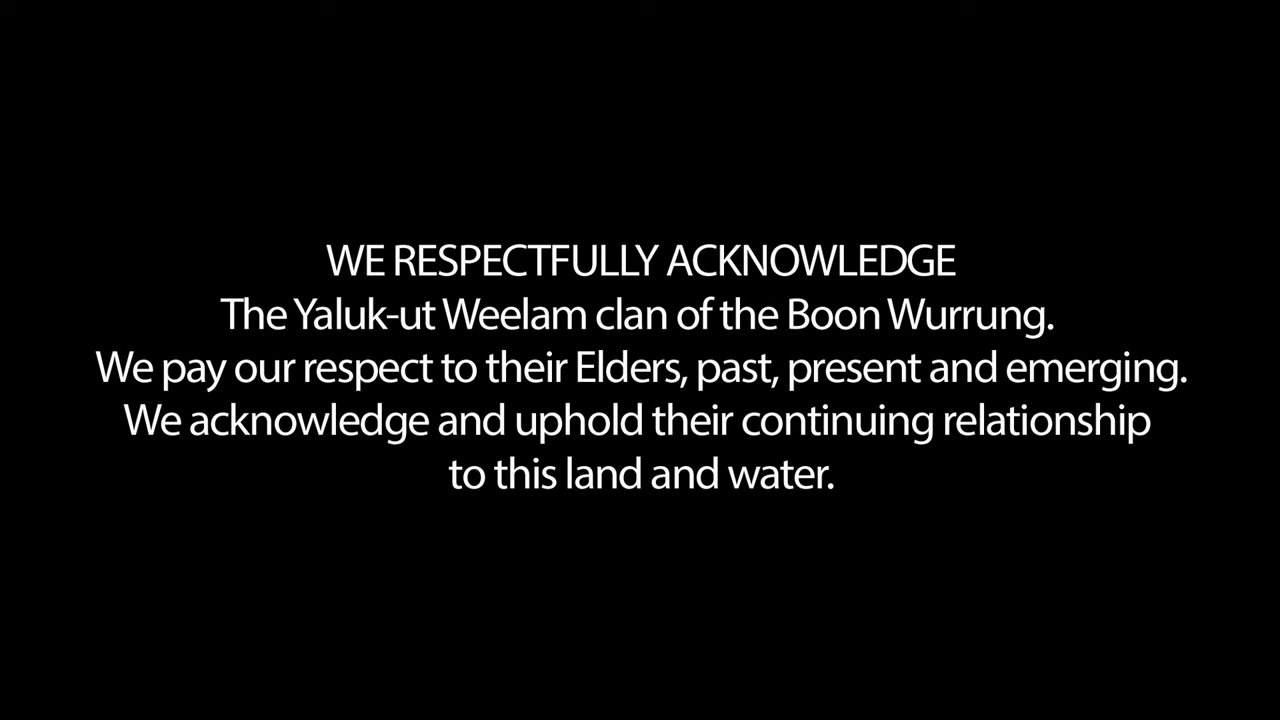 WE RESPECTFULLY ACKNOWLEDGE
The Yaluk-ut Weelam clan of the Boon Wurrung.
We pay our respect to their Elders, past, present and emerging.
We acknowledge and uphold their continuing relationship
to this land and water.